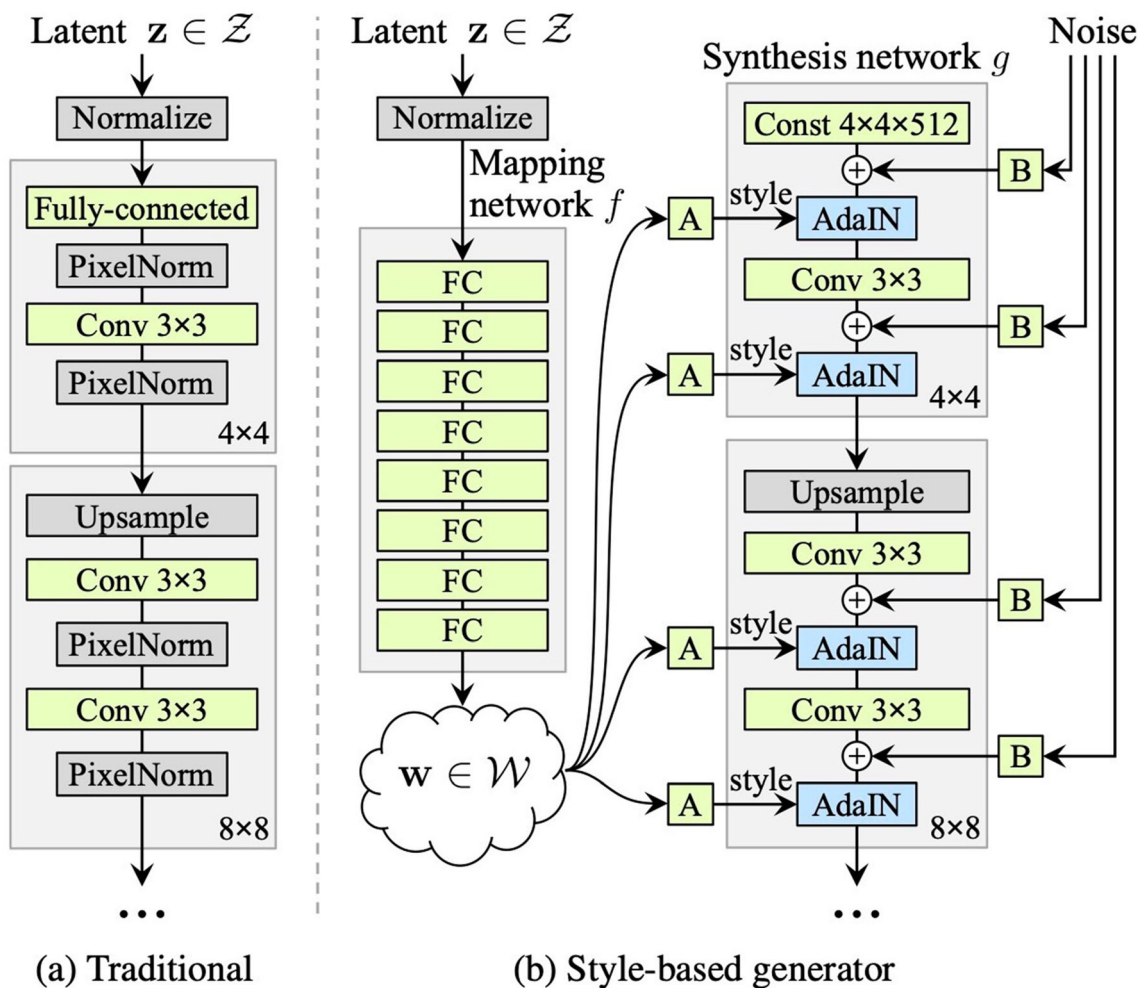 Latent z ∈ 𝒵
Normalize
Fully-connected
PixelNorm
Conv 3×3
PixelNorm
4×4
Upsample
Conv 3×3
PixelNorm
Conv 3×3
PixelNorm
8×8
...
(a) Traditional
Latent z ∈ 𝒵
Normalize
Mapping
network f
FC
FC
FC
FC
FC
FC
FC
FC
w ∈ 𝒲
A
style
A
style
A
style
A
style
Synthesis network g
Const 4×4×512
+
AdaIN
Conv 3×3
+
AdaIN
4×4
Upsample
Conv 3×3
+
AdaIN
Conv 3×3
+
AdaIN
8×8
...
Noise
B
B
B
B
(b) Style-based generator